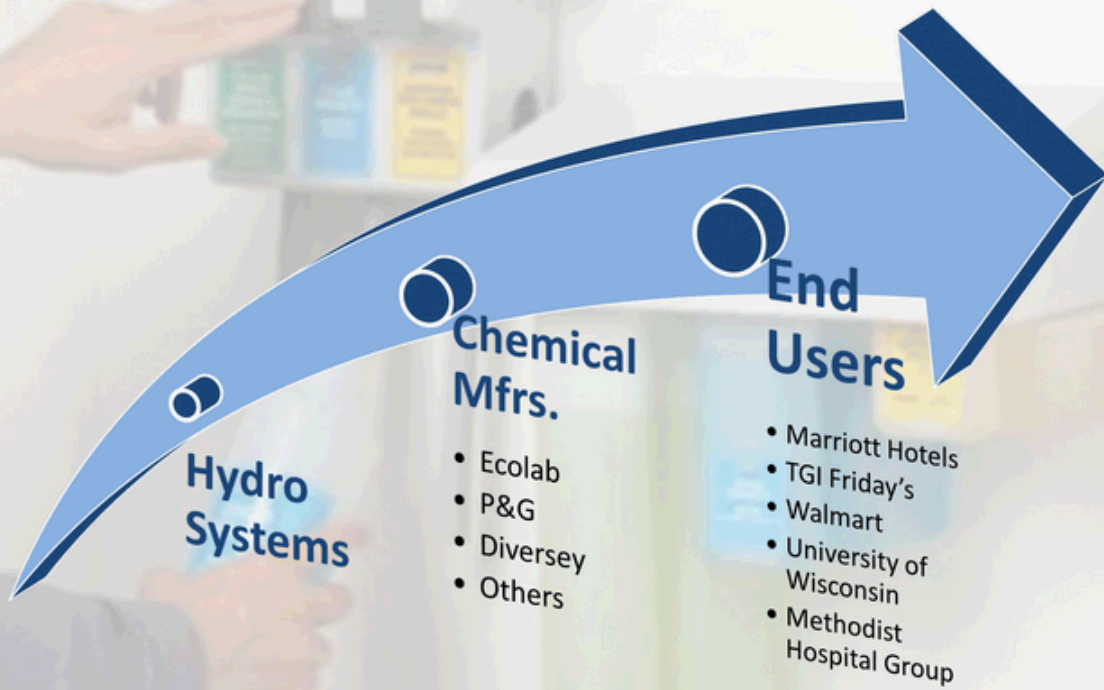 Hydro
Systems
Chemical
Mfrs.
• Ecolab
• P&G
• Diversey
• Others
End
Users
• Marriott Hotels
• TGI Friday’s
• Walmart
• University of
Wisconsin
• Methodist
Hospital Group